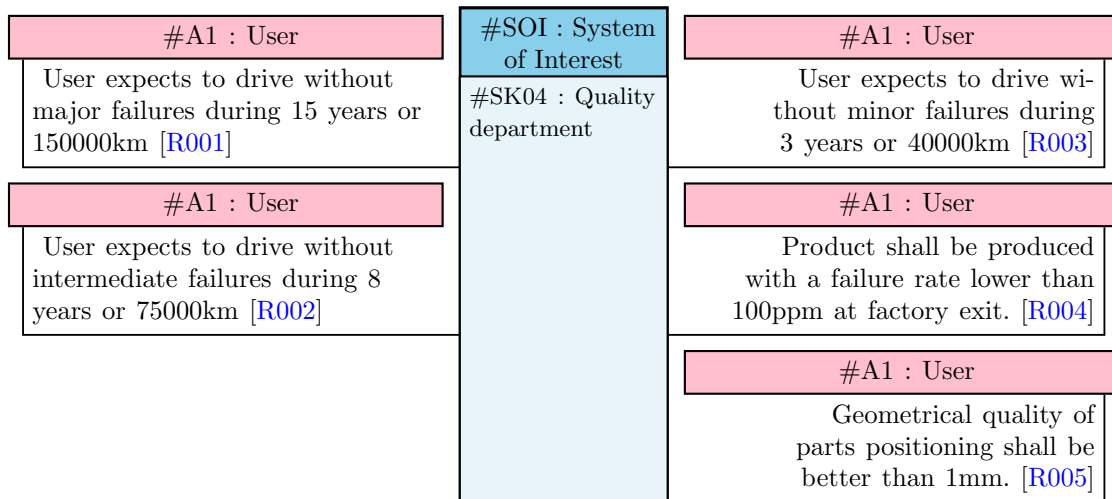 #A1 : User
User expects to drive without
major failures during 15 years or
150000km [R001]
#A1 : User
User expects to drive without
intermediate failures during 8
years or 75000km [R002]
#SOI : System
of Interest
#SK04 : Quality
department
#A1 : User
User expects to drive wi-
thout minor failures during
3 years or 40000km [R003]
#A1 : User
Product shall be produced
with a failure rate lower than
100ppm at factory exit. [R004]
#A1 : User
Geometrical quality of
parts positioning shall be
better than 1mm. [R005]